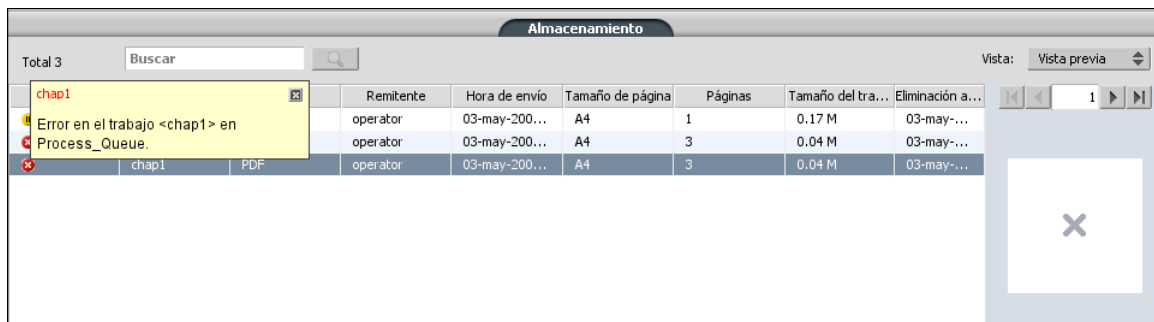 Almacenamiento
Total 3
Buscar
Vista:
Vista previa
chap1
Error en el trabajo <chap1> en
Process_Queue.
Remitente Hora de envío Tamaño de página Páginas Tamaño del tra... Eliminación a...
1
operator 03-may-200... A4 1 0.17 M 03-may-...
operator 03-may-200... A4 3 0.04 M 03-may-...
chap1 PDF operator 03-may-200... A4 3 0.04 M 03-may-...